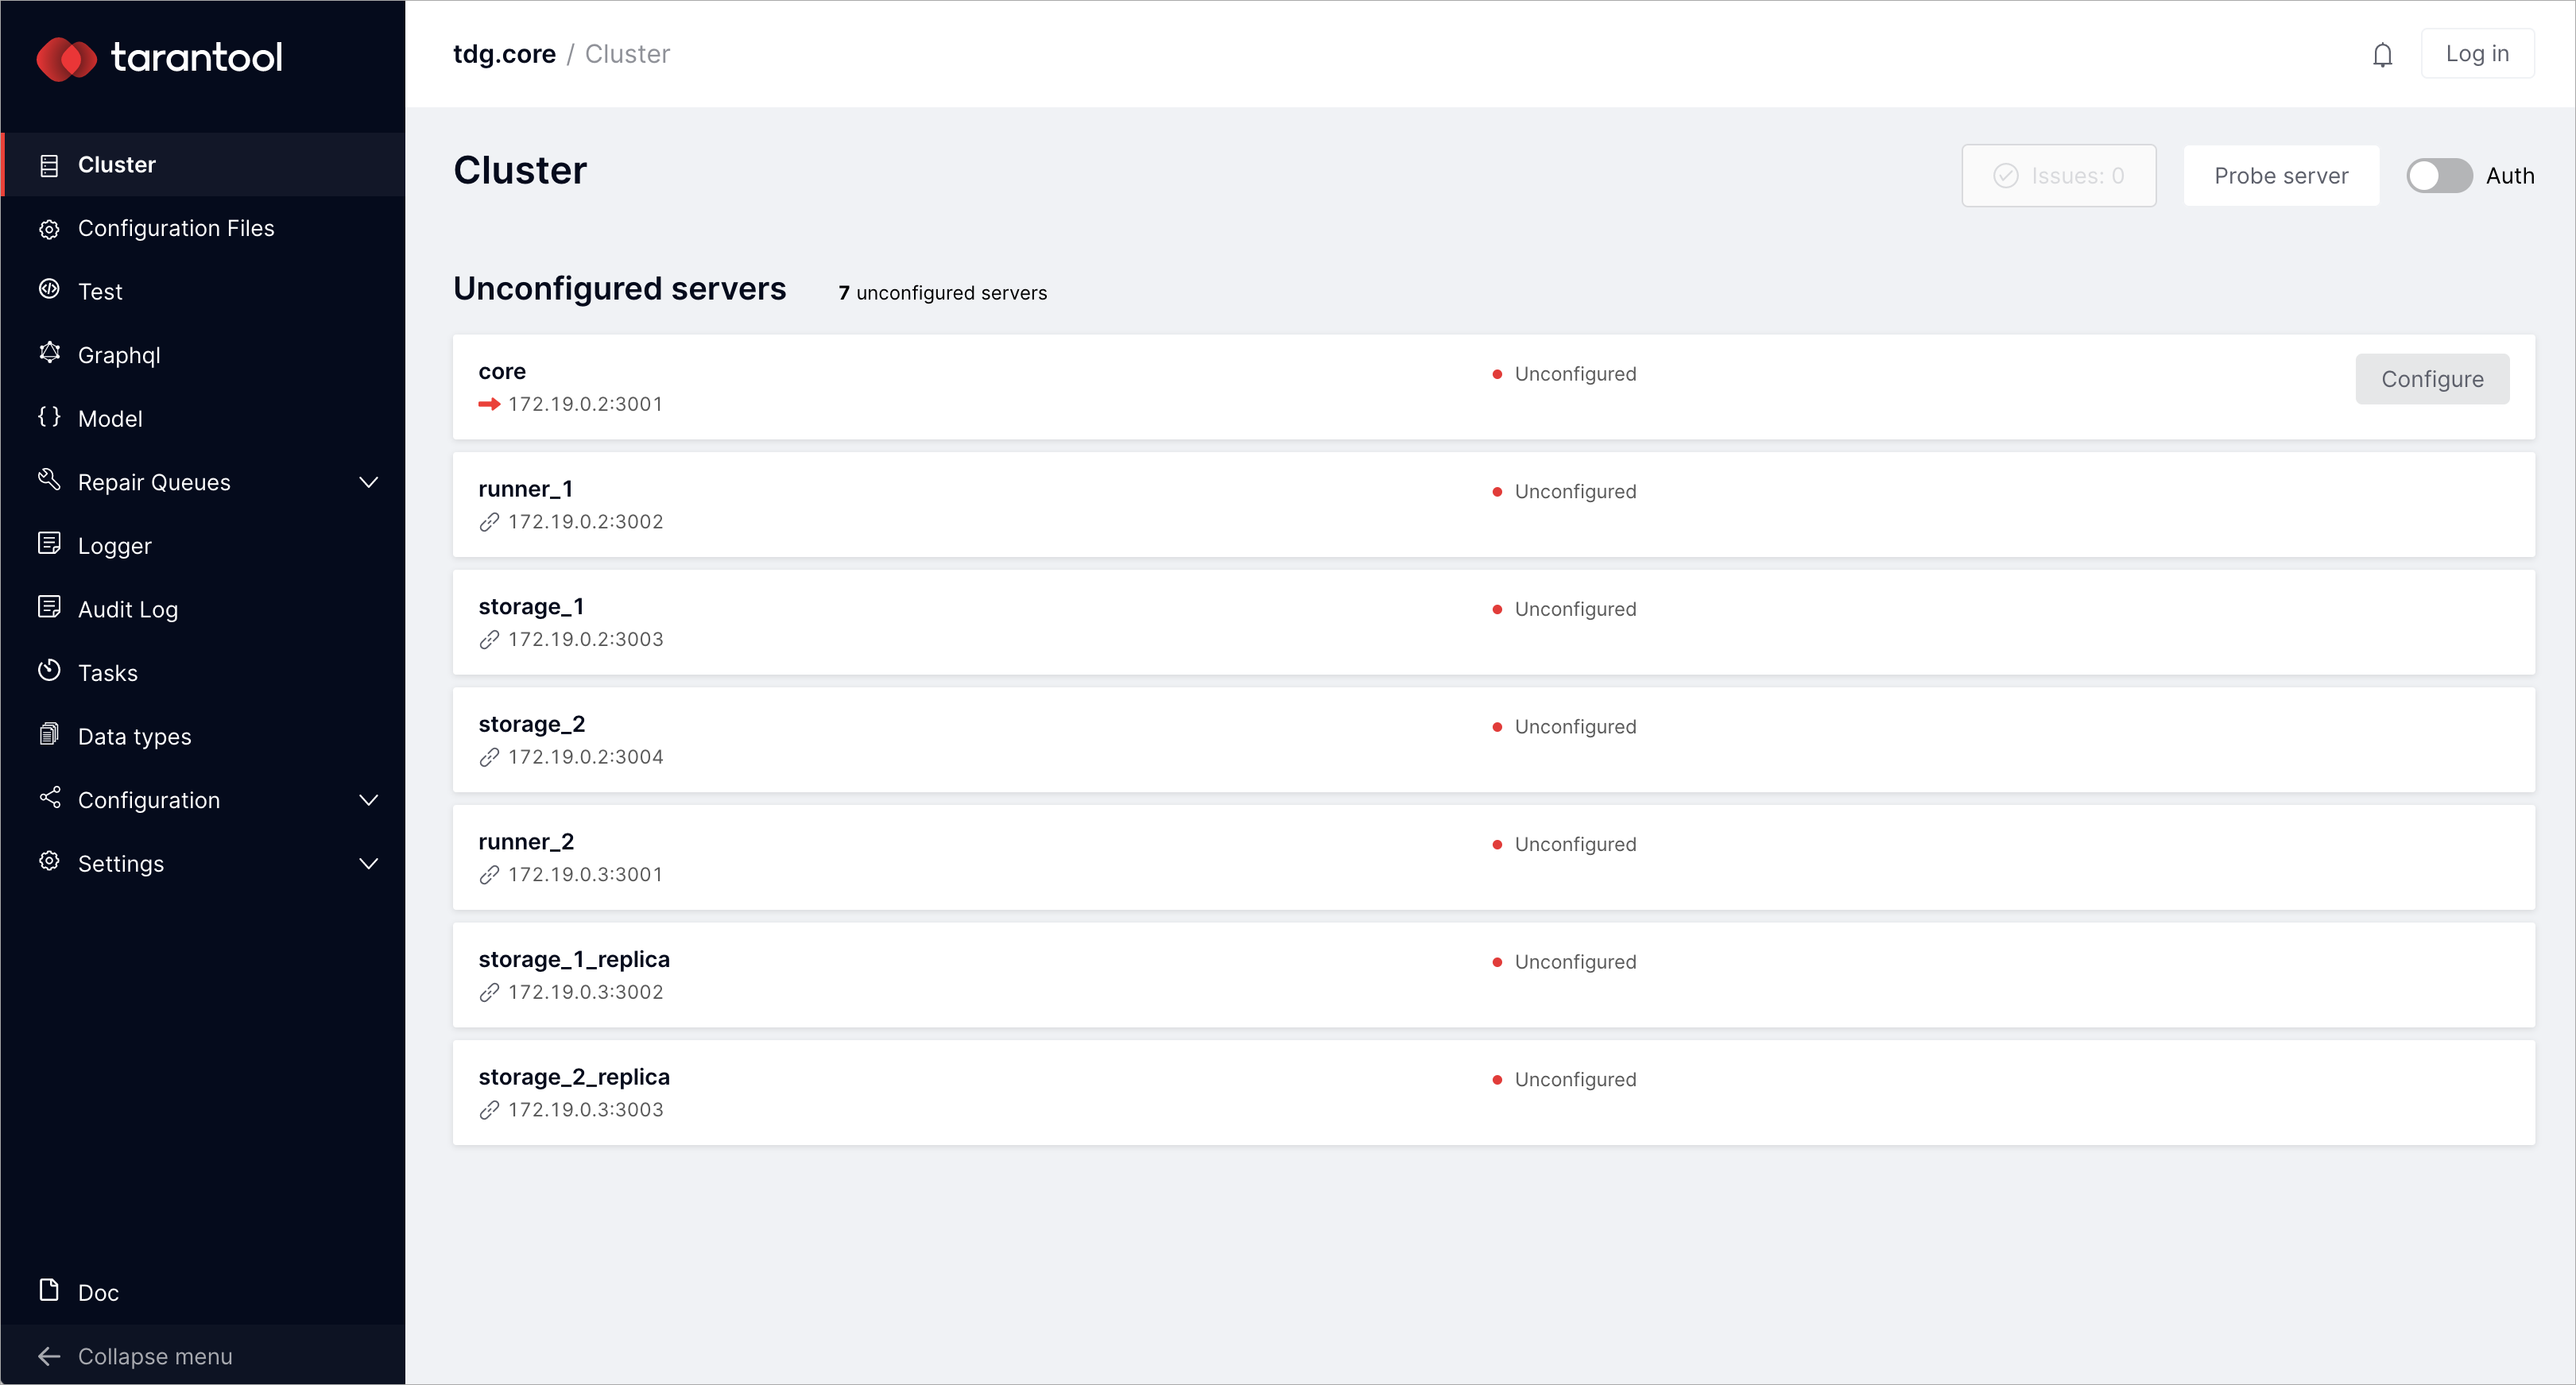 tarantool
Cluster
Configuration Files
Test
Graphql
Model
Repair Queues
Logger
Audit Log
Tasks
Data types
Configuration
Settings
Doc
Collapse menu
tdg.core / Cluster
Log in
Cluster
Issues: 0
Probe server
Auth
Unconfigured servers 7 unconfigured servers
core
172.19.0.2:3001
Unconfigured
Configure
runner_1
172.19.0.2:3002
Unconfigured
storage_1
172.19.0.2:3003
Unconfigured
storage_2
172.19.0.2:3004
Unconfigured
runner_2
172.19.0.3:3001
Unconfigured
storage_1_replica
172.19.0.3:3002
Unconfigured
storage_2_replica
172.19.0.3:3003
Unconfigured